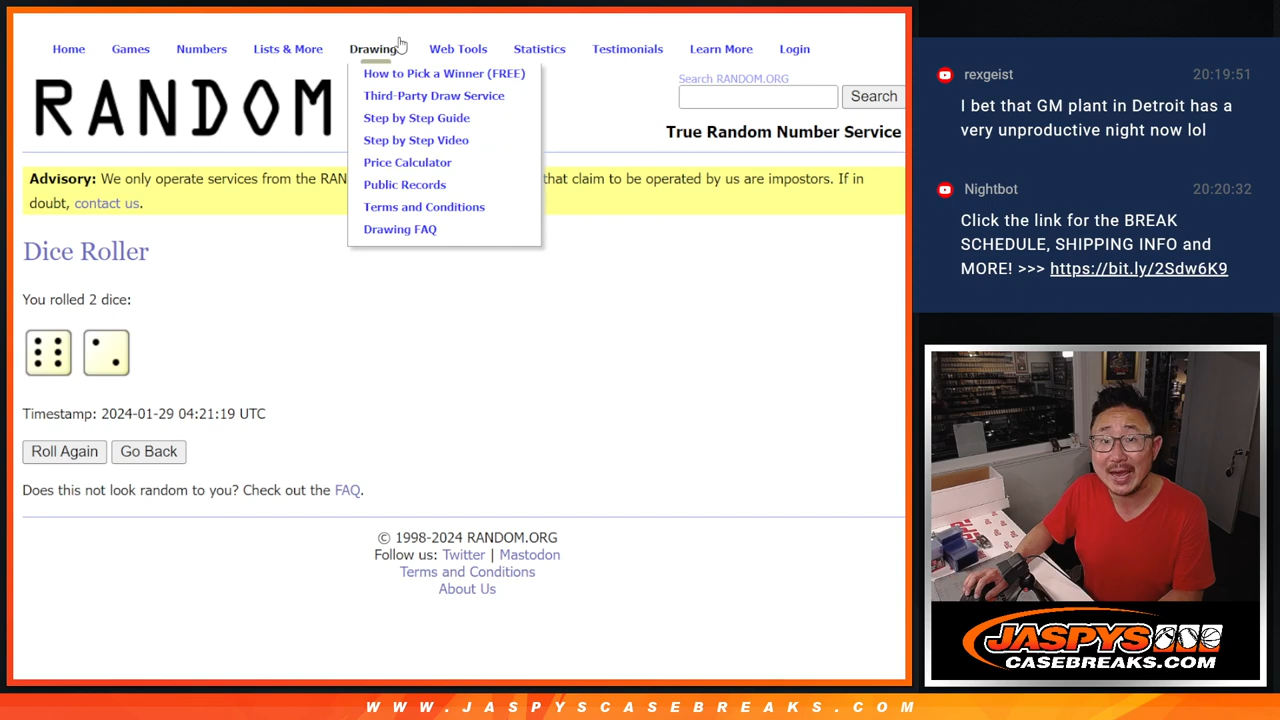 Home Games Numbers Lists & More Drawing Web Tools Statistics Testimonials Learn More Login
How to Pick a Winner (FREE)
Third-Party Draw Service
Step by Step Guide
Step by Step Video
Price Calculator
Public Records
Terms and Conditions
Drawing FAQ
RANDOM
Search RANDOM.ORG
Search
True Random Number Service
Advisory: We only operate services from the RAN that claim to be operated by us are impostors. If in
doubt, contact us.
Dice Roller
You rolled 2 dice:
Timestamp: 2024-01-29 04:21:19 UTC
Roll Again Go Back
Does this not look random to you? Check out the FAQ.
© 1998-2024 RANDOM.ORG
Follow us: Twitter | Mastodon
Terms and Conditions
About Us
rexgeist 20:19:51
I bet that GM plant in Detroit has a
very unproductive night now lol
Nightbot 20:20:32
Click the link for the BREAK
SCHEDULE, SHIPPING INFO and
MORE! >>> https://bit.ly/2Sdw6K9
JASPYS
CASEBREAKS.COM
WWW.JASPYSCASEBREAKS.COM